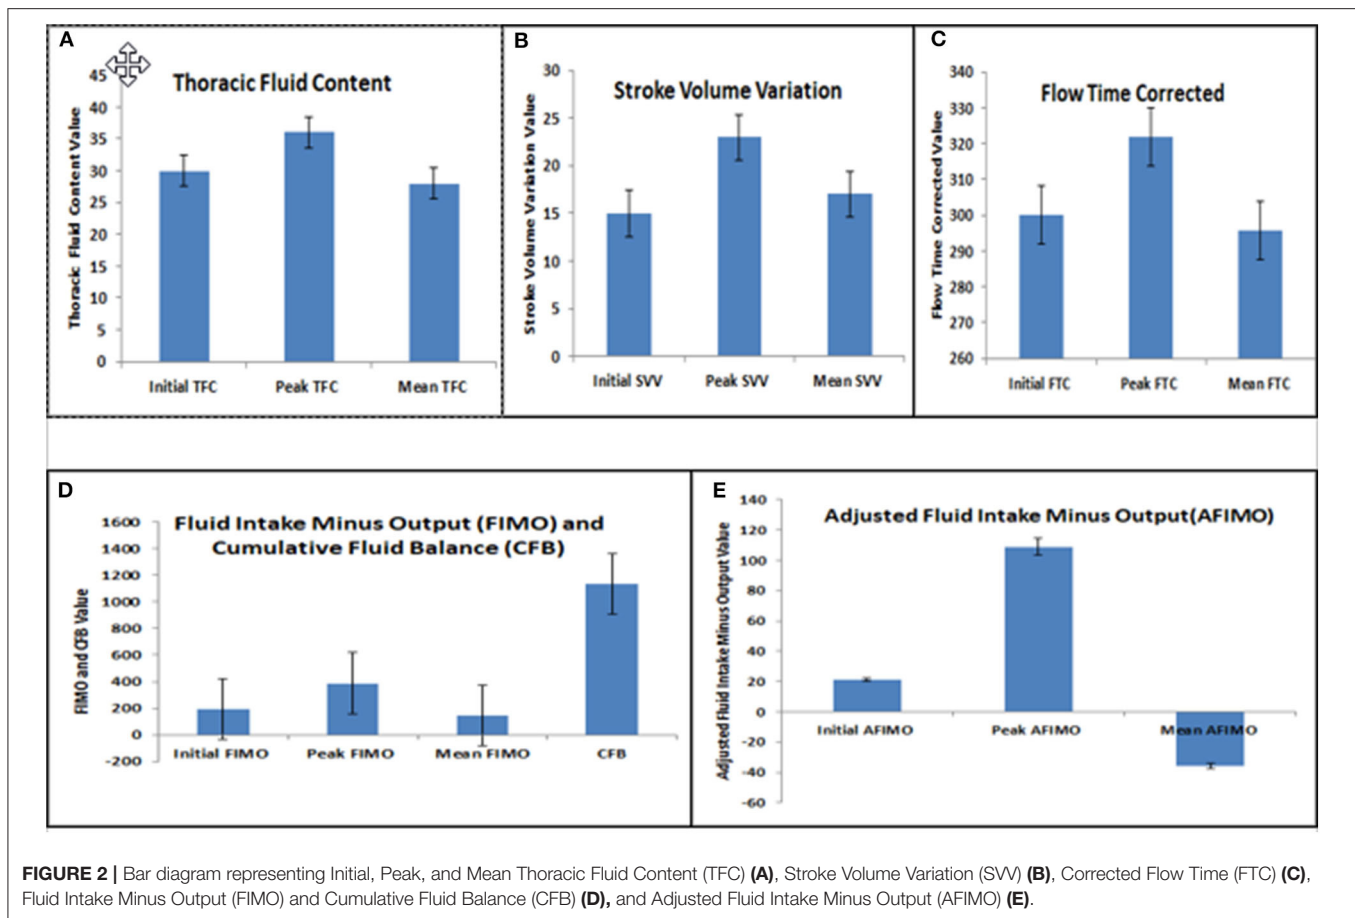 A
Thoracic Fluid Content
Thoracic Fluid Content Value
45
40
35
30
25
20
15
10
5
0
Initial TFC Peak TFC Mean TFC
B
Stroke Volume Variation
Stroke Volume Variation Value
30
25
20
15
10
5
0
Initial SVV Peak SVV Mean SVV
C
Flow Time Corrected
Flow Time Corrected Value
340
330
320
310
300
290
280
270
260
Initial FTC Peak FTC Mean FTC
D
Fluid Intake Minus Output (FIMO) and
Cumulative Fluid Balance (CFB)
FIMO and CFB Value
1600
1400
1200
1000
800
600
400
200
0
-200
Initial FIMO Peak FIMO Mean FIMO CFB
E
Adjusted Fluid Intake Minus Output(AFIMO)
Adjusted Fluid Intake Minus Output Value
140
120
100
80
60
40
20
0
-20
-40
-60
Initial AFIMO Peak AFIMO Mean AFIMO
FIGURE 2 | Bar diagram representing Initial, Peak, and Mean Thoracic Fluid Content (TFC) (A), Stroke Volume Variation (SVV) (B), Corrected Flow Time (FTC) (C),
Fluid Intake Minus Output (FIMO) and Cumulative Fluid Balance (CFB) (D), and Adjusted Fluid Intake Minus Output (AFIMO) (E).